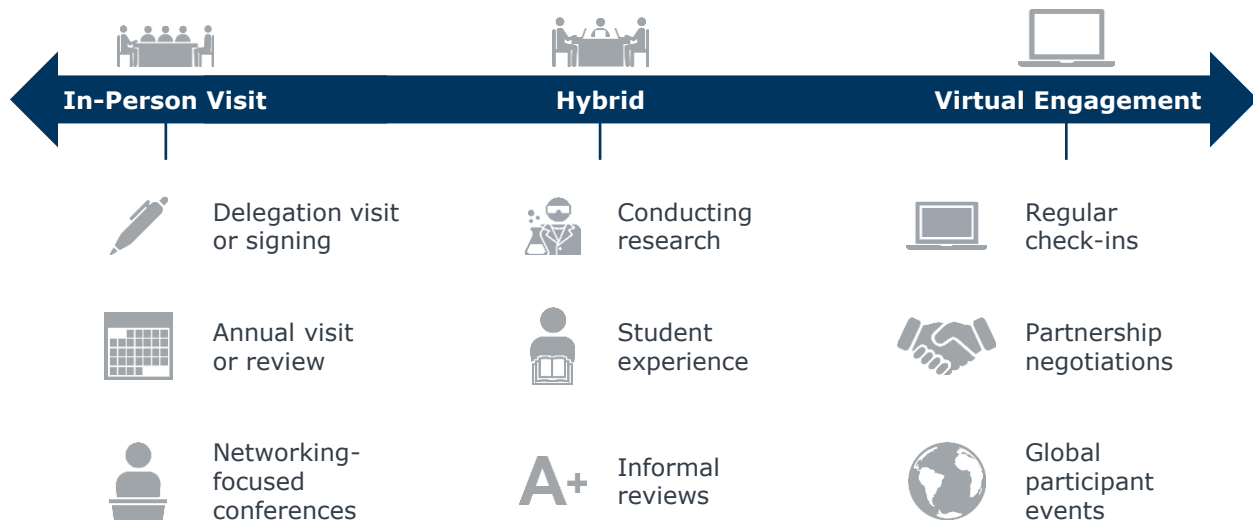 In-Person Visit
Hybrid
Virtual Engagement
Delegation visit
or signing
Conducting
research
Regular
check-ins
Annual visit
or review
Student
experience
Partnership
negotiations
Networking-
focused
conferences
A+
Informal
reviews
Global
participant
events